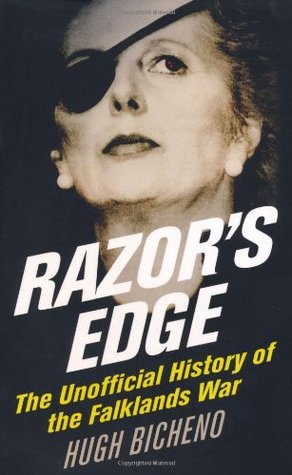 RAZOR'S
EDGE
The Unofficial History of
the Falklands War
HUGH BICHENO